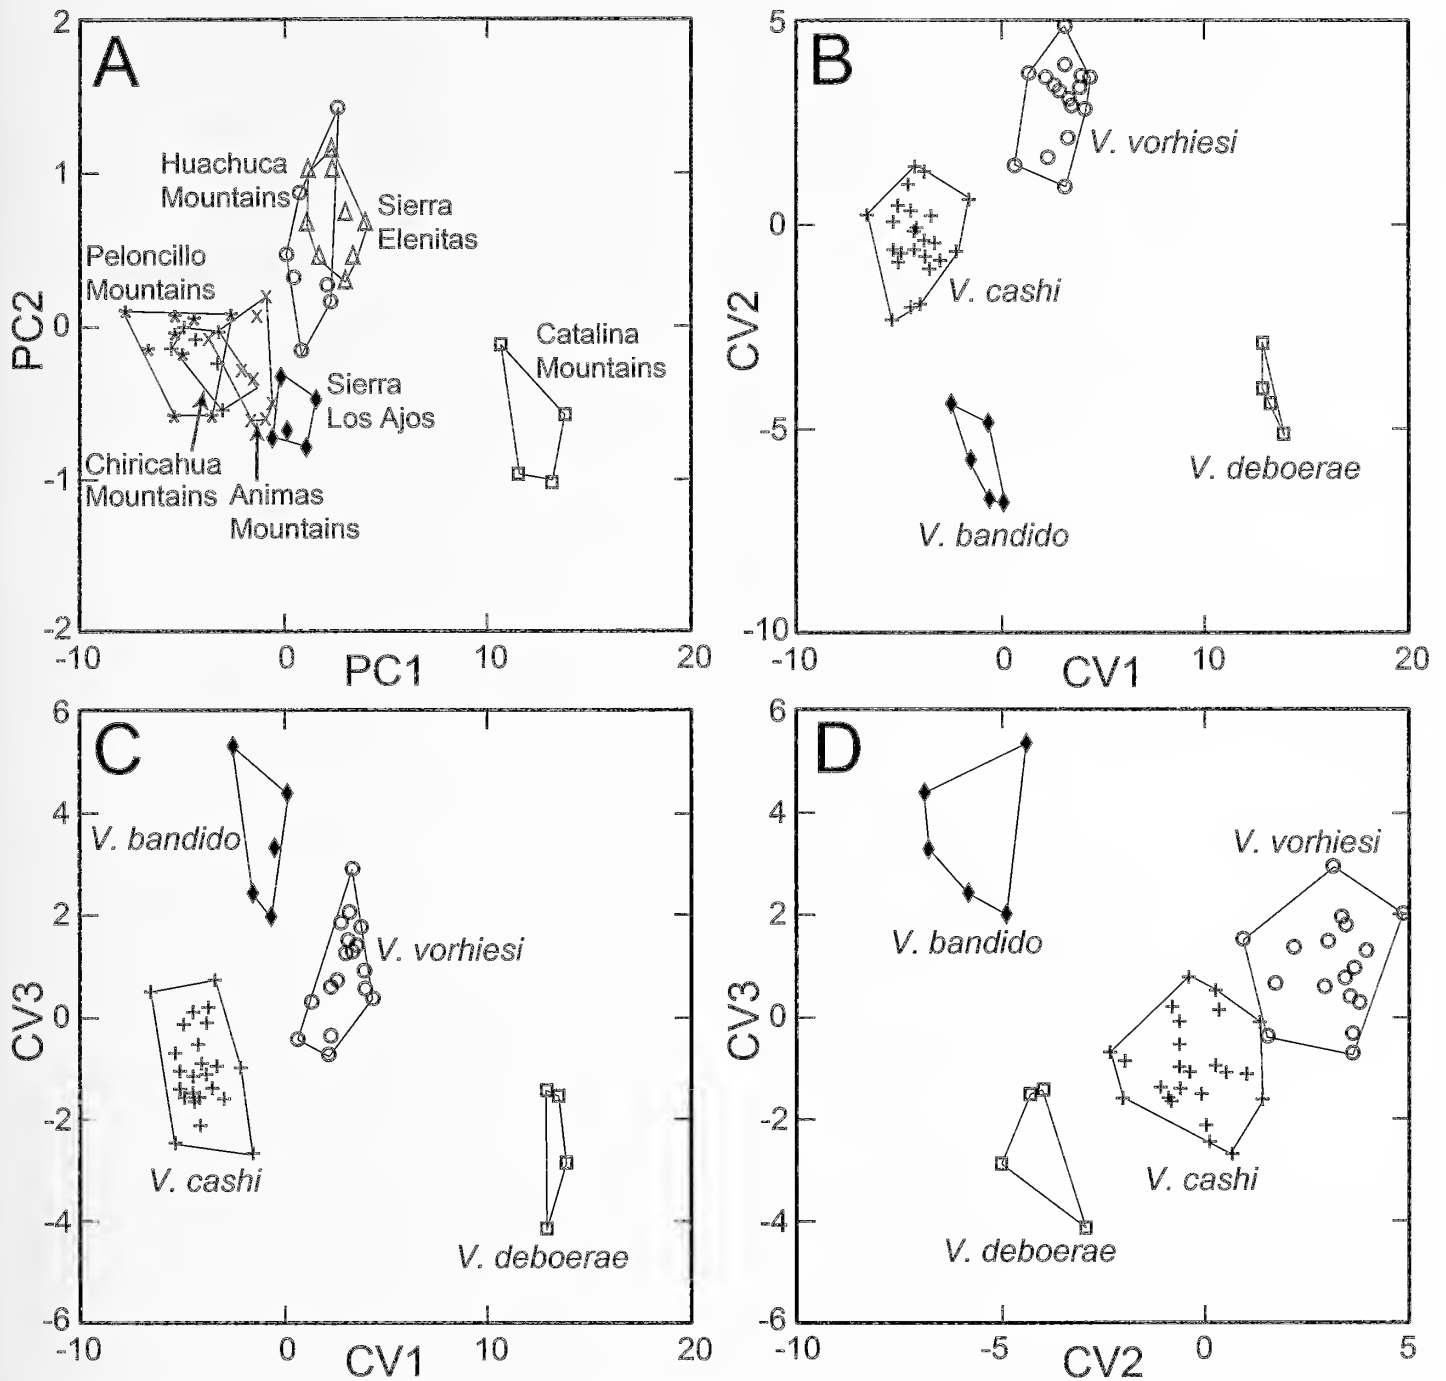 A
2
1
0
-1
-2
-10
0
10
20
PC2
PC1
Huachuca
Mountains
Sierra
Elenitas
Peloncillo
Mountains
Catalina
Mountains
Sierra
Los Ajos
Chiricahua
Mountains
Animas
Mountains
B
5
0
-5
-10
-10
0
10
20
CV2
CV1
V. vorhiesi
V. cashi
V. deboerae
V. bandido
C
6
4
2
0
-2
-4
-6
-10
0
10
20
CV3
CV1
V. bandido
V. vorhiesi
V. cashi
V. deboerae
D
6
4
2
0
-2
-4
-6
-10
-5
0
5
CV3
CV2
V. vorhiesi
V. bandido
V. cashi
V. deboerae